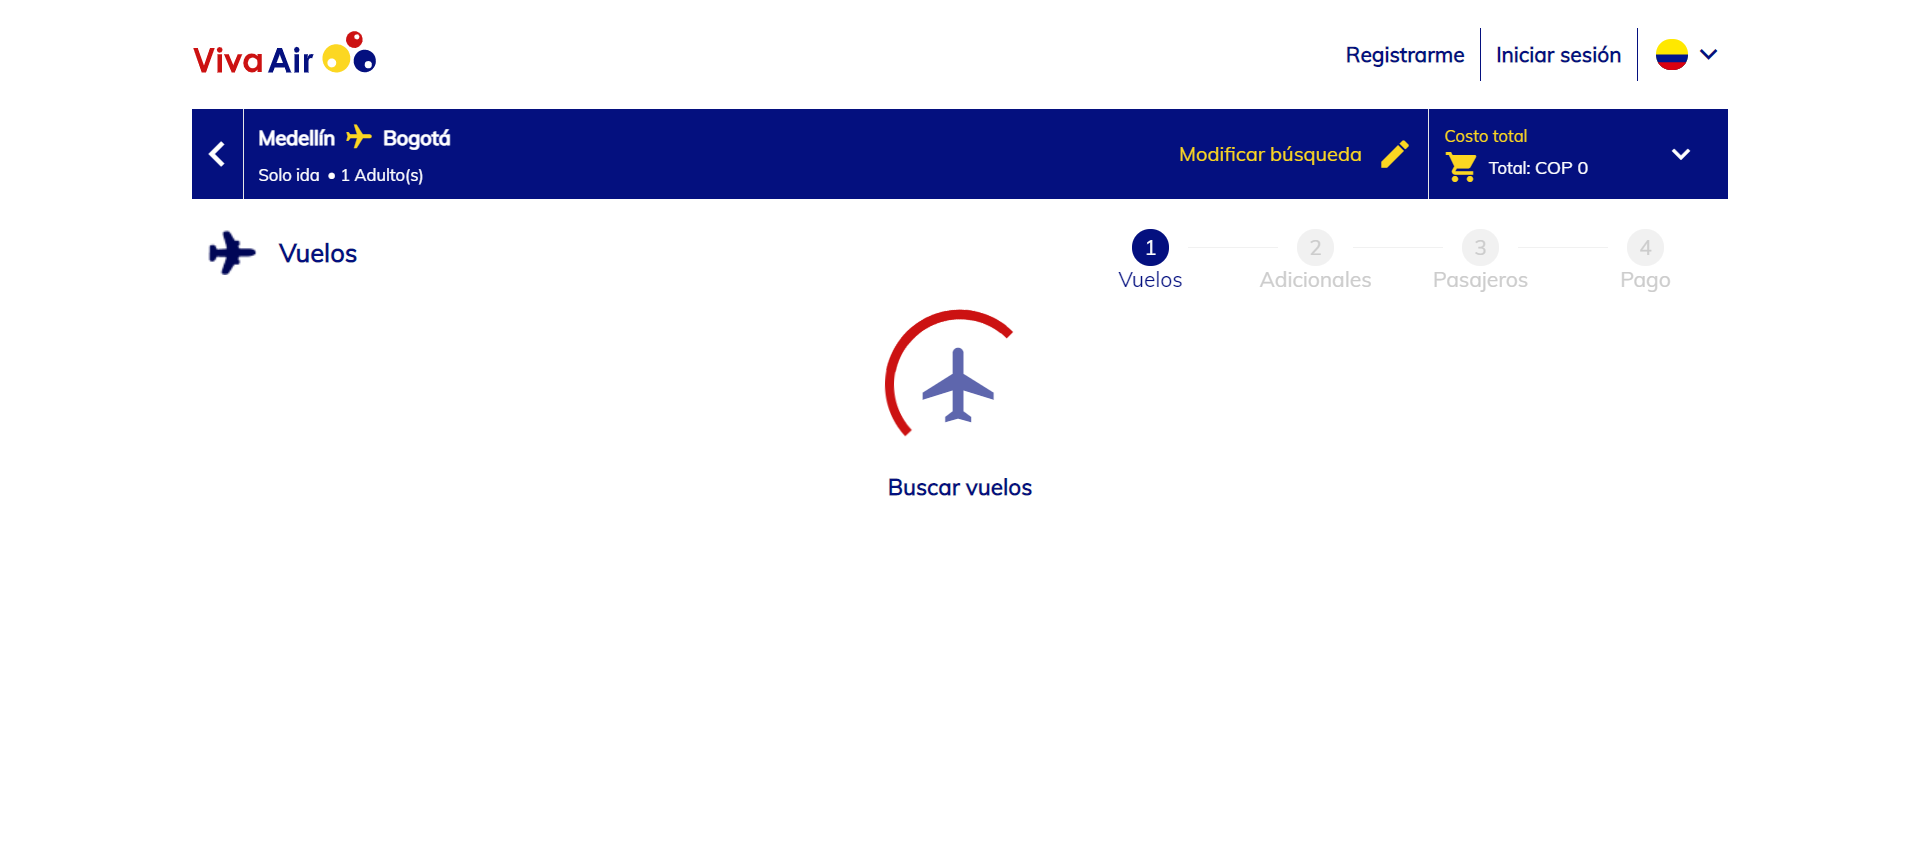 Viva Air
Registrarme
Iniciar sesión
Medellín Bogotá
Solo ida • 1 Adulto(s)
Modificar búsqueda
Costo total
Total: COP 0
Vuelos
1
Vuelos
2
Adicionales
3
Pasajeros
4
Pago
Buscar vuelos